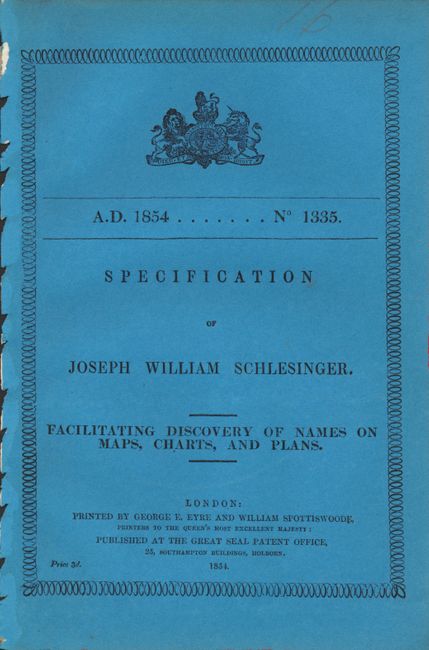 16
A.D. 1854 . . . . . . . Nº 1335.
SPECIFICATION
OF
JOSEPH WILLIAM SCHLESINGER.
FACILITATING DISCOVERY OF NAMES ON
MAPS, CHARTS, AND PLANS.
LONDON:
PRINTED BY GEORGE E. EYRE AND WILLIAM SPOTTISWOODE,
PRINTERS TO THE QUEEN'S MOST EXCELLENT MAJESTY:
PUBLISHED AT THE GREAT SEAL PATENT OFFICE,
25, SOUTHAMPTON BUILDINGS, HOLBORN.
Price 3d.
1854.